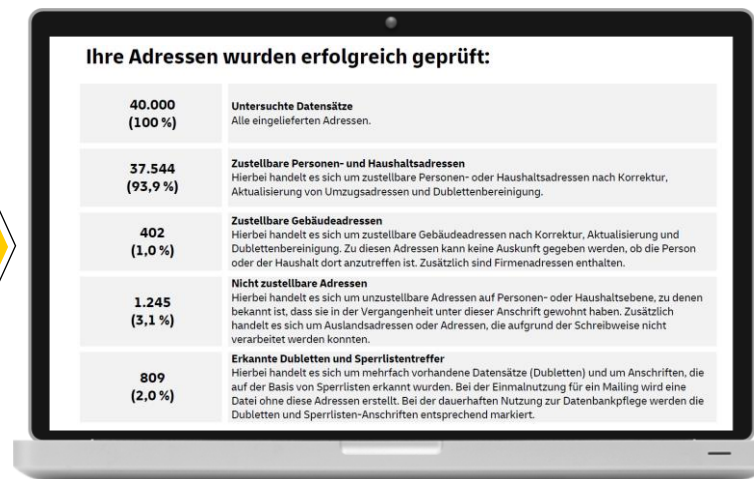 Ihre Adressen wurden erfolgreich geprüft:
40.000
(100 %)
Untersuchte Datensätze
Alle eingelieferten Adressen.
37.544
(93,9 %)
Zustellbare Personen- und Haushaltsadressen
Hierbei handelt es sich um zustellbare Personen- oder Haushaltsadressen nach Korrektur,
Aktualisierung von Umzugsadressen und Dublettenbereinigung.
402
(1,0 %)
Zustellbare Gebäudeadressen
Hierbei handelt es sich um zustellbare Gebäudeadressen nach Korrektur, Aktualisierung und
Dublettenbereinigung. Zu diesen Adressen kann keine Auskunft gegeben werden, ob die Person
oder der Haushalt dort anzutreffen ist. Zusätzlich sind Firmenadressen enthalten.
1.245
(3,1 %)
Nicht zustellbare Adressen
Hierbei handelt es sich um unzustellbare Adressen auf Personen- oder Haushaltsebene, zu denen
bekannt ist, dass sie in der Vergangenheit unter dieser Anschrift gewohnt haben. Zusätzlich
handelt es sich um Auslandsadressen oder Adressen, die aufgrund der Schreibweise nicht
verarbeitet werden konnten.
809
(2,0 %)
Erkannte Dubletten und Sperrlistentreffer
Hierbei handelt es sich um mehrfach vorhandene Datensätze (Dubletten) und um Anschriften, die
auf der Basis von Sperrlisten erkannt wurden. Bei der Einmalnutzung für ein Mailing wird eine
Datei ohne diese Adressen erstellt. Bei der dauerhaften Nutzung zur Datenbankpflege werden die
Dubletten und Sperrlisten-Anschriften entsprechend markiert.